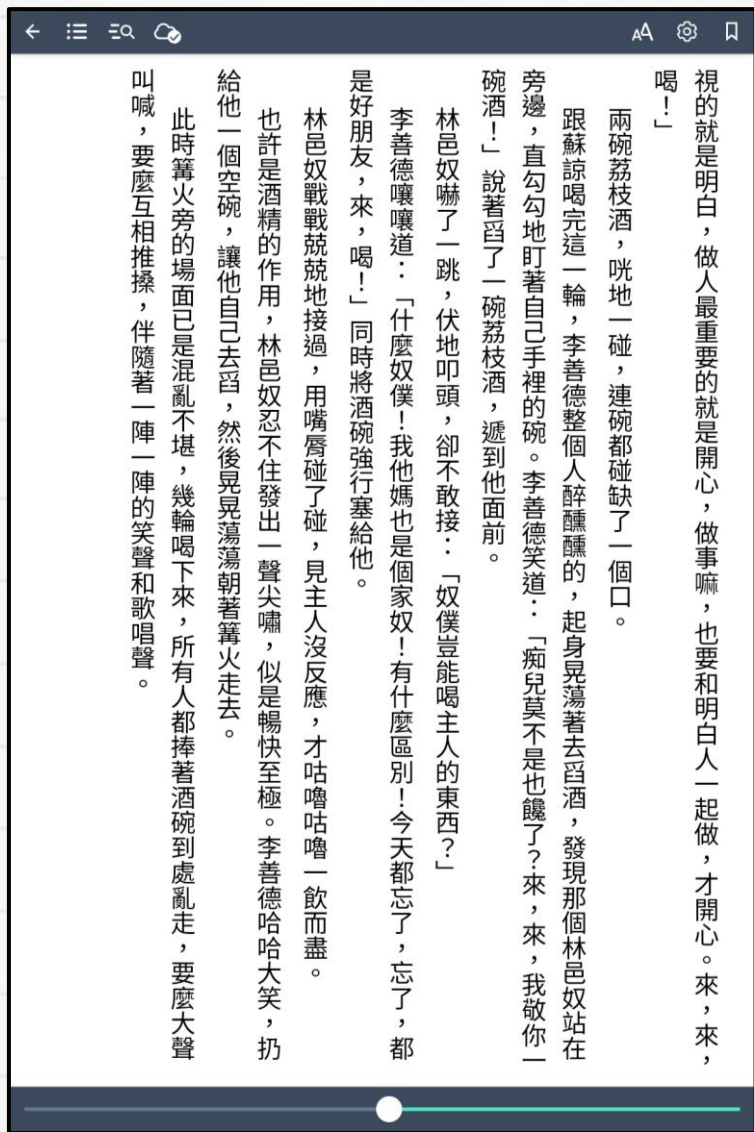 AA
視的就是明白，做人最重要的就是開心，做事嘛，也要和明白人一起做，才開心。來，來，
喝！」
兩碗荔枝酒，咣地一碰，連碗都碰缺了一個口。
跟蘇諒喝完這一輪，李善德整個人醉醺醺的，起身晃蕩著去舀酒，發現那個林邑奴站在
旁邊，直勾勾地盯著自己手裡的碗。李善德笑道：「痴兒莫不是也饞了？來，來，我敬你一
碗酒！」說著舀了一碗荔枝酒，遞到他面前。
林邑奴嚇了一跳，伏地叩頭，卻不敢接：「奴僕豈能喝主人的東西？」
李善德嚷嚷道：「什麼奴僕！我他媽也是個家奴！有什麼區別！今天都忘了，忘了，都
是好朋友，來，喝！」同時將酒碗強行塞給他。
林邑奴戰戰兢兢地接過，用嘴脣碰了碰，見主人沒反應，才咕嚕咕嚕一飲而盡。
也許是酒精的作用，林邑奴忍不住發出一聲尖嘯，似是暢快至極。李善德哈哈大笑，扔
給他一個空碗，讓他自己去舀，然後晃晃蕩蕩朝著篝火走去。
此時篝火旁的場面已是混亂不堪，幾輪喝下來，所有人都捧著酒碗到處亂走，要麼大聲
叫喊，要麼互相推搡，伴隨著一陣一陣的笑聲和歌唱聲。